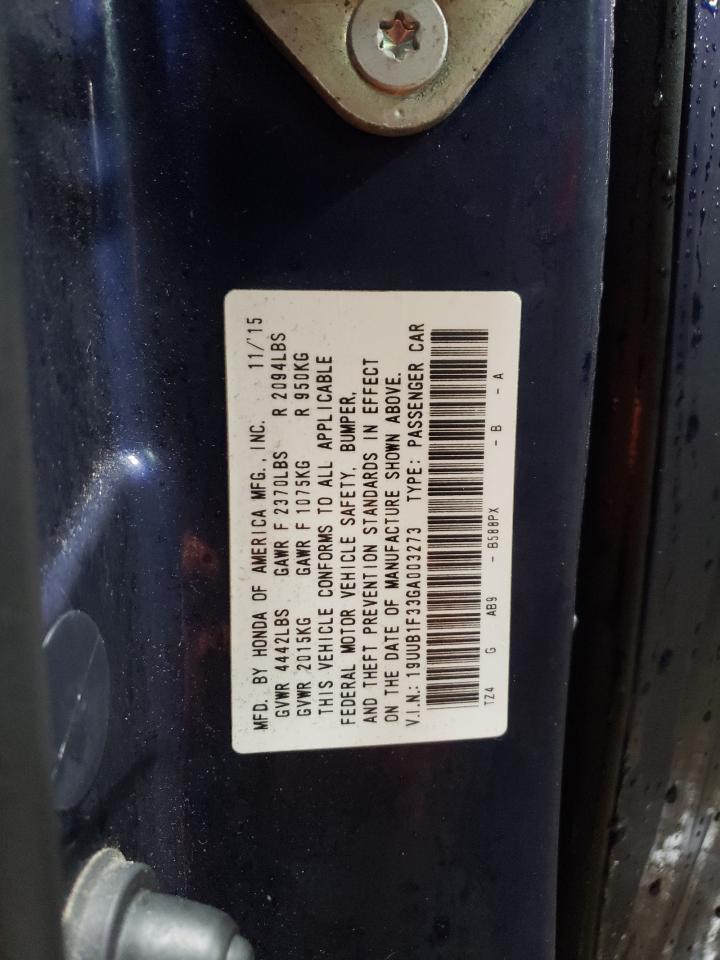 MFD. BY HONDA OF AMERICA MFG., INC. 11/'15
GVWR 4442LBS GAWR F 2370LBS R 2094LBS
GVWR 2015KG GAWR F 1075KG R 950KG
THIS VEHICLE CONFORMS TO ALL APPLICABLE
FEDERAL MOTOR VEHICLE SAFETY, BUMPER,
AND THEFT PREVENTION STANDARDS IN EFFECT
ON THE DATE OF MANUFACTURE SHOWN ABOVE.
V.I.N.: 19UUB1F33GA003273 TYPE: PASSENGER CAR
TZ4 G AB9 - B588PX - B - A